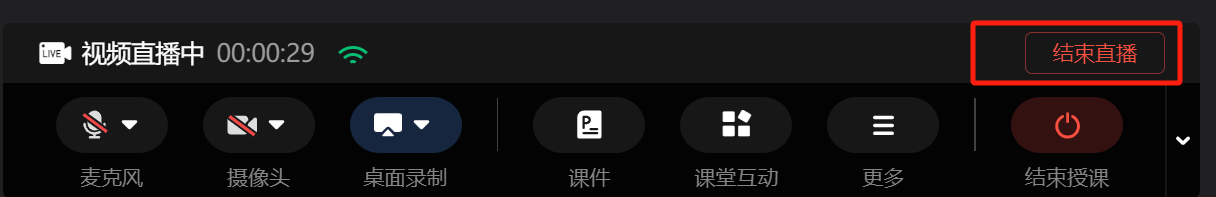 LIVE 视频直播中 00:00:29 结束直播
麦克风 摄像头 桌面录制 课件 课堂互动 更多 结束授课